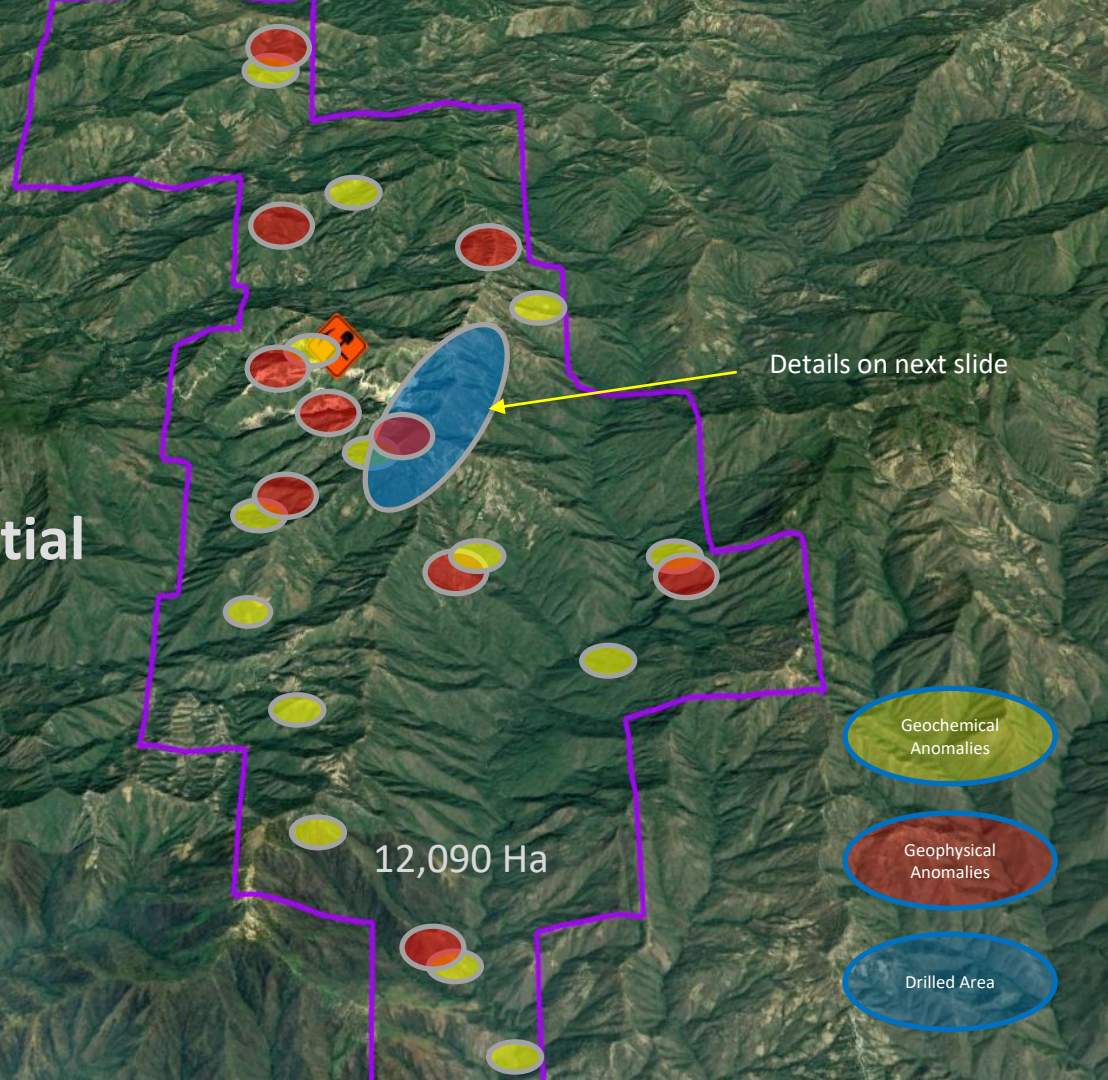 Details on next slide
tial
Geochemical
Anomalies
12,090 Ha
Geophysical
Anomalies
Drilled Area